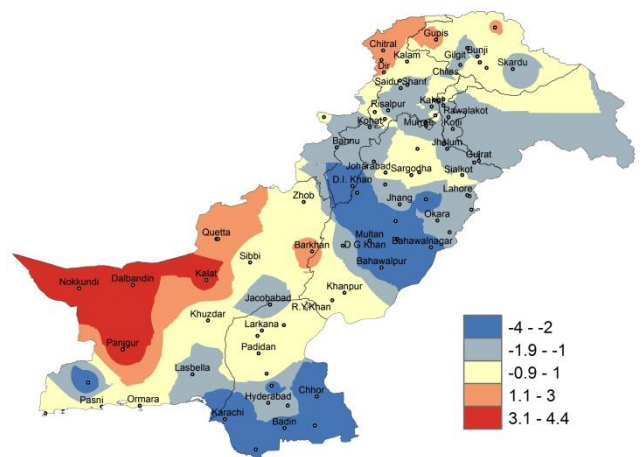 Gupis
Chitral
Kalam
Gilgit
Bunji
Dir
Chilas
Skardu
Saidu Sharif
Risalpur
Kakul
Rawalakot
Kohat
Murree
Kotli
Bannu
Jhelum
Joharabad
Gujrat
D.I. Khan
Sargodha
Sialkot
Zhob
Jhang
Lahore
Okara
Quetta
Multan
Barkhan
D G Khan
Bahawalnagar
Sibbi
Kalat
Bahawalpur
Nokkundi
Dalbandin
Khanpur
Jacobabad
R.Y.Khan
Khuzdar
Larkana
Panjgur
Padidan
Lasbella
Chhor
Pasni
Ormara
Hyderabad
Karachi
Badin
-4 - -2
-1.9 - -1
-0.9 - 1
1.1 - 3
3.1 - 4.4